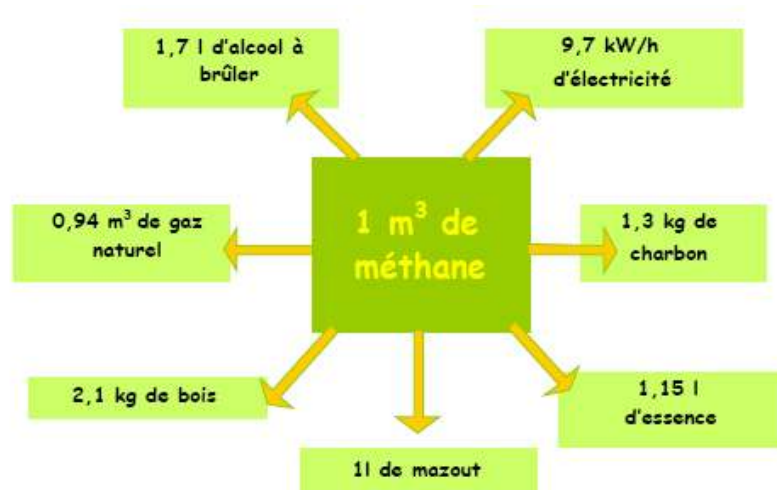 1,7 l d'alcool à
brûler
9,7 kW/h
d'électricité
0,94 m³ de gaz
naturel
1 m³ de
méthane
1,3 kg de
charbon
2,1 kg de bois
1,15 l
d'essence
1l de mazout